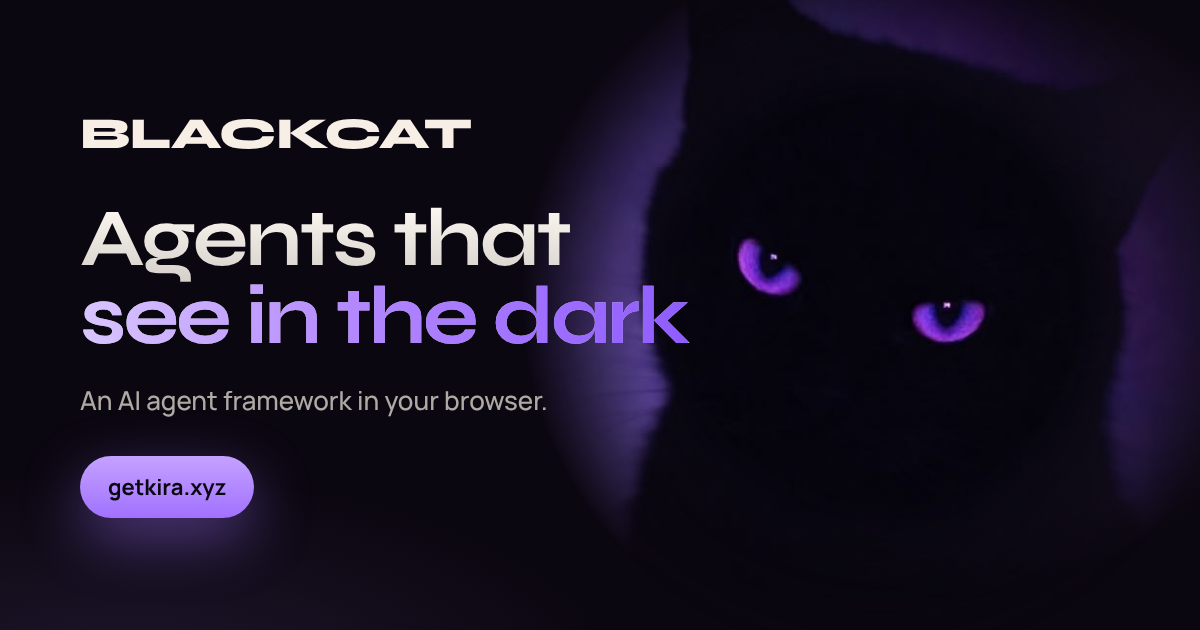 BLACKCAT
Agents that
see in the dark
An AI agent framework in your browser.
getkira.xyz